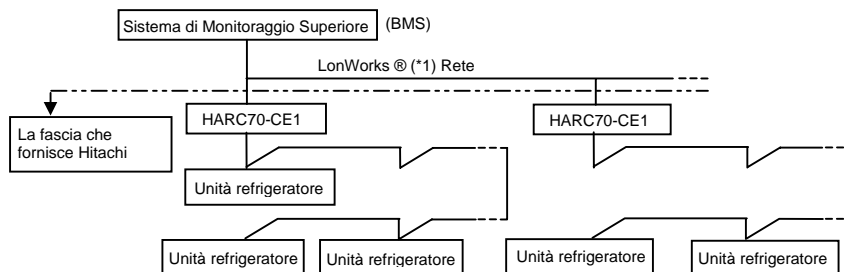 Sistema di Monitoraggio Superiore (BMS)
LonWorks ® (*1) Rete
HARC70-CE1 HARC70-CE1
La fascia che
fornisce Hitachi
Unità refrigeratore
Unità refrigeratore Unità refrigeratore Unità refrigeratore Unità refrigeratore